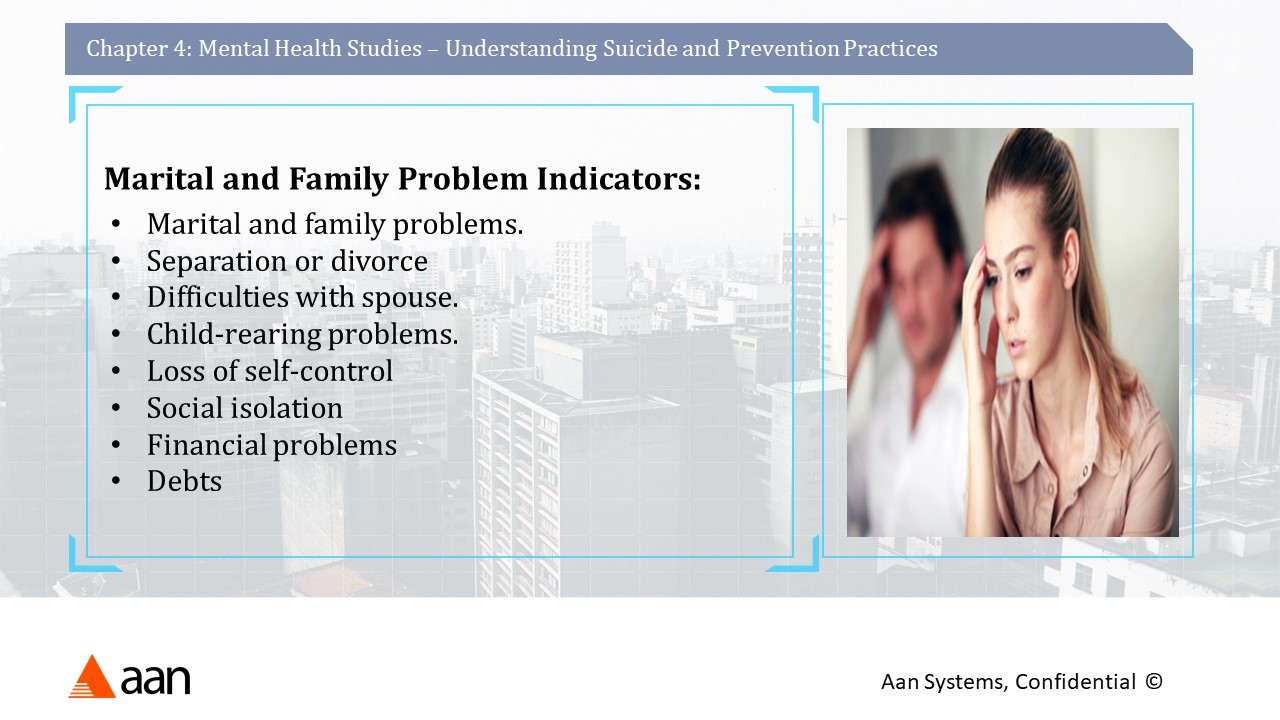 Chapter 4: Mental Health Studies – Understanding Suicide and Prevention Practices
Marital and Family Problem Indicators:
• Marital and family problems.
• Separation or divorce
• Difficulties with spouse.
• Child-rearing problems.
• Loss of self-control
• Social isolation
• Financial problems
• Debts
aan
Aan Systems, Confidential ©